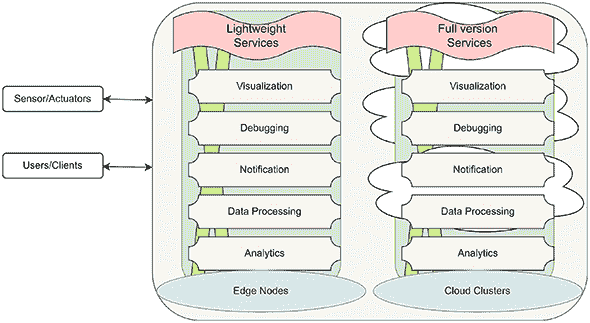 Lightweight
Services
Full version
Services
Sensor/Actuators
Users/Clients
Visualization
Debugging
Notification
Data Processing
Analytics
Edge Nodes
Visualization
Debugging
Notification
Data Processing
Analytics
Cloud Clusters